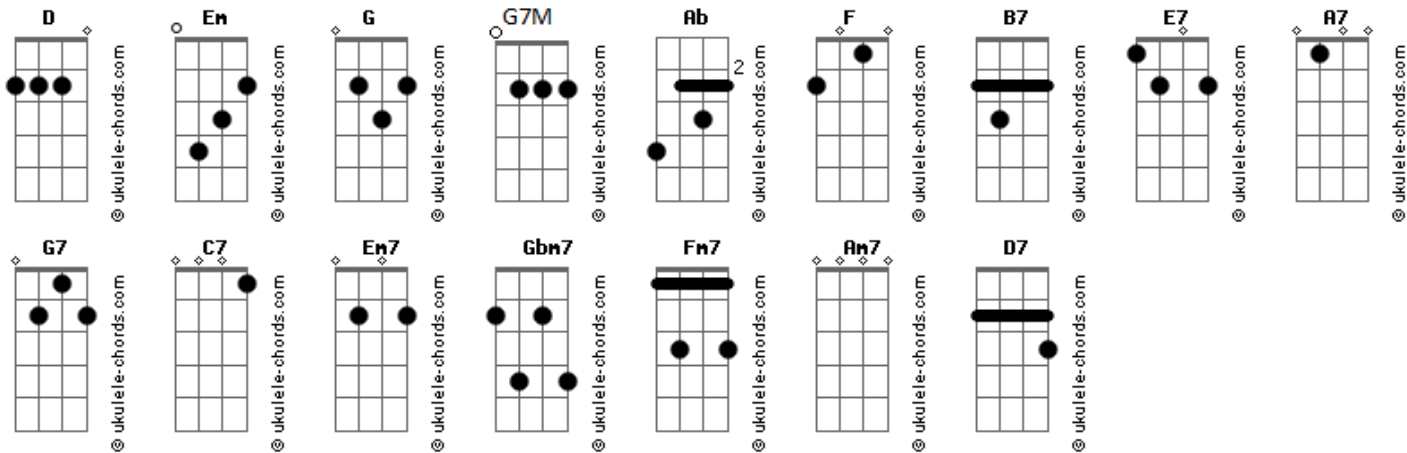 D Em G G7M Ab F B7 E7 A7
2
© ukulele-chords.com © ukulele-chords.com © ukulele-chords.com © ukulele-chords.com © ukulele-chords.com © ukulele-chords.com © ukulele-chords.com © ukulele-chords.com © ukulele-chords.com
G7 C7 Em7 Gbm7 Fm7 Am7 D7
© ukulele-chords.com © ukulele-chords.com © ukulele-chords.com © ukulele-chords.com © ukulele-chords.com © ukulele-chords.com © ukulele-chords.com